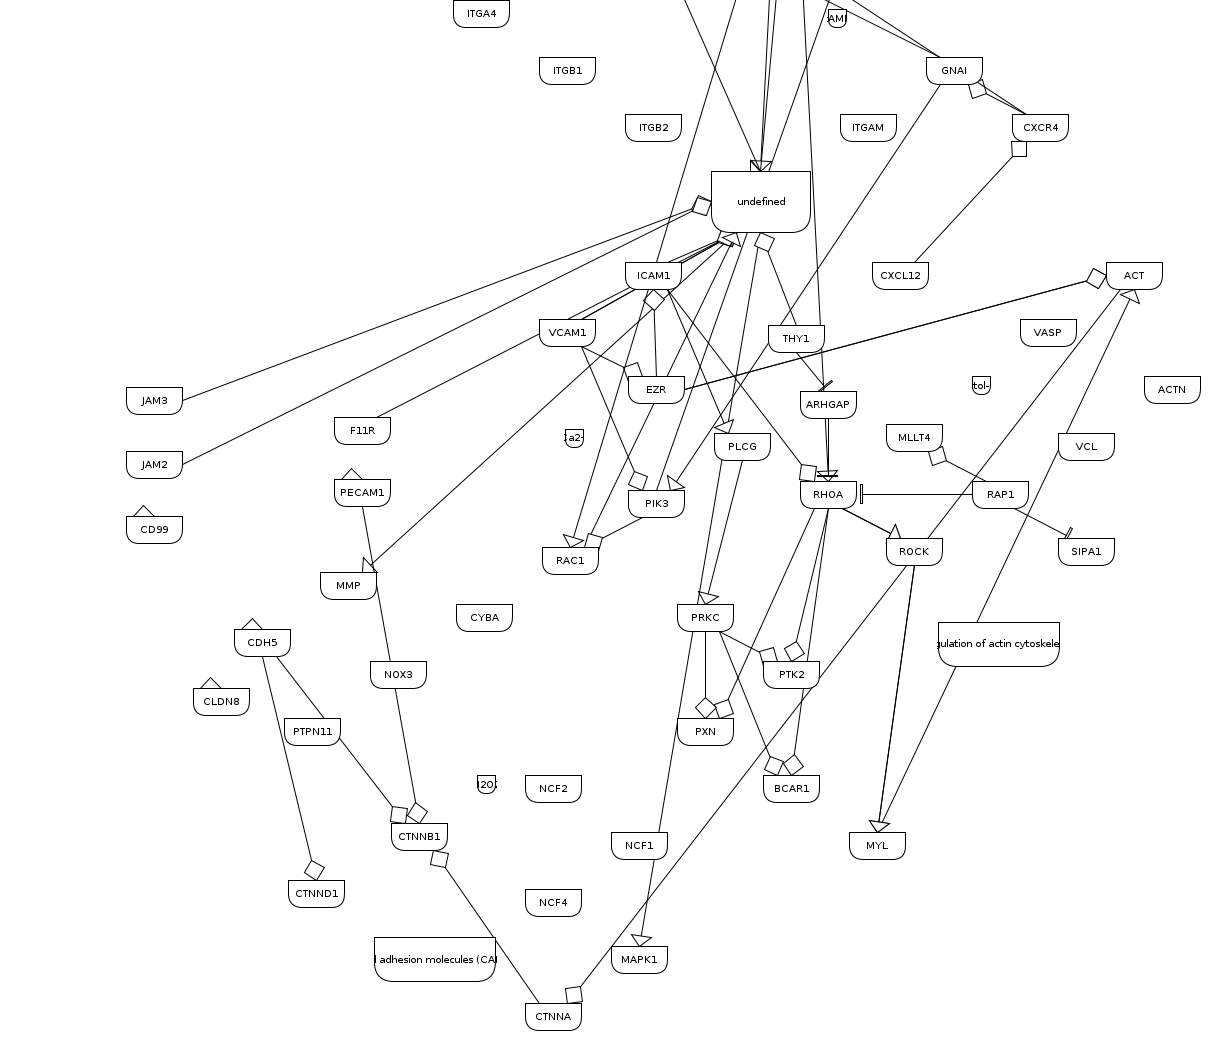 ITGA4
AMI
ITGB1
GNAI
ITGB2
ITGAM
CXCR4
undefined
ICAM1
CXCL12
ACT
VCAM1
THY1
VASP
JAM3
EZR
tol-
ACTN
ARHGAP
F11R
a2-
MLLT4
PLCG
VCL
JAM2
PECAM1
PIK3
RHOA
RAP1
CD99
RAC1
ROCK
SIPA1
MMP
CYBA
PRKC
CDH5
ulation of actin cytoskele
NOX3
PTK2
CLDN8
PTPN11
PXN
H2O2
NCF2
BCAR1
CTNNB1
NCF1
MYL
CTNND1
NCF4
l adhesion molecules (CA
MAPK1
CTNNA